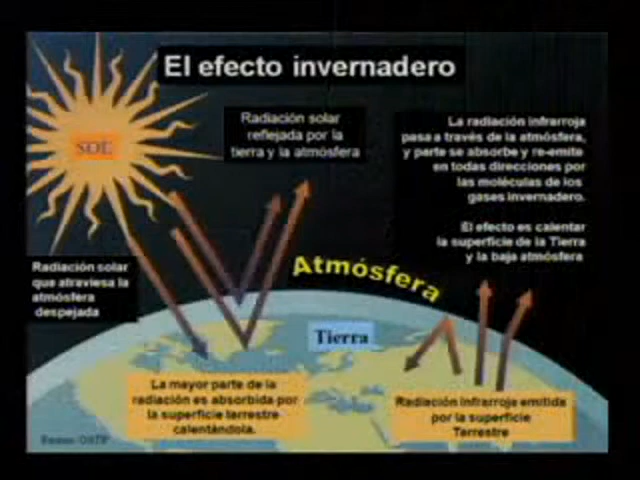 El efecto invernadero
SOL
Radiación solar
reflejada por la
tierra y la atmósfera
La radiación infrarroja
pasa a través de la atmósfera,
y parte se absorbe y re-emite
en todas direcciones por
las moléculas de los
gases invernadero.
El efecto es calentar
la superficie de la Tierra
y la baja atmósfera
Radiación solar
que atraviesa la
atmósfera
despejada
Atmósfera
Tierra
La mayor parte de la
radiación es absorbida por
la superficie terrestre
calentándola.
Radiación infrarroja emitida
por la superficie
Terrestre